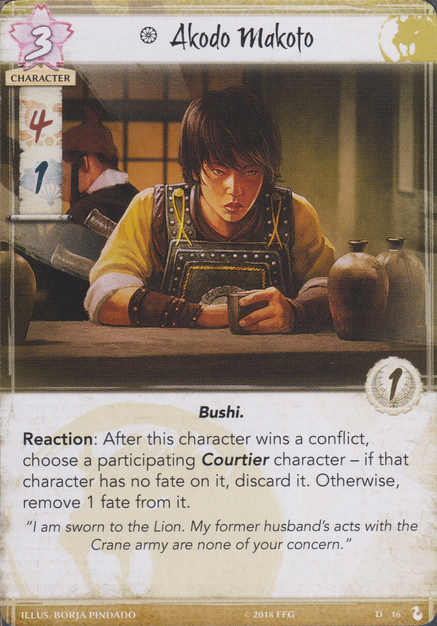 3
Akodo Makoto
CHARACTER
4
1
1
Bushi.
Reaction: After this character wins a conflict,
choose a participating Courtier character – if that
character has no fate on it, discard it. Otherwise,
remove 1 fate from it.
"I am sworn to the Lion. My former husband's acts with the
Crane army are none of your concern."
ILLUS. BORJA PINDADO
© 2018 FFG
D 16